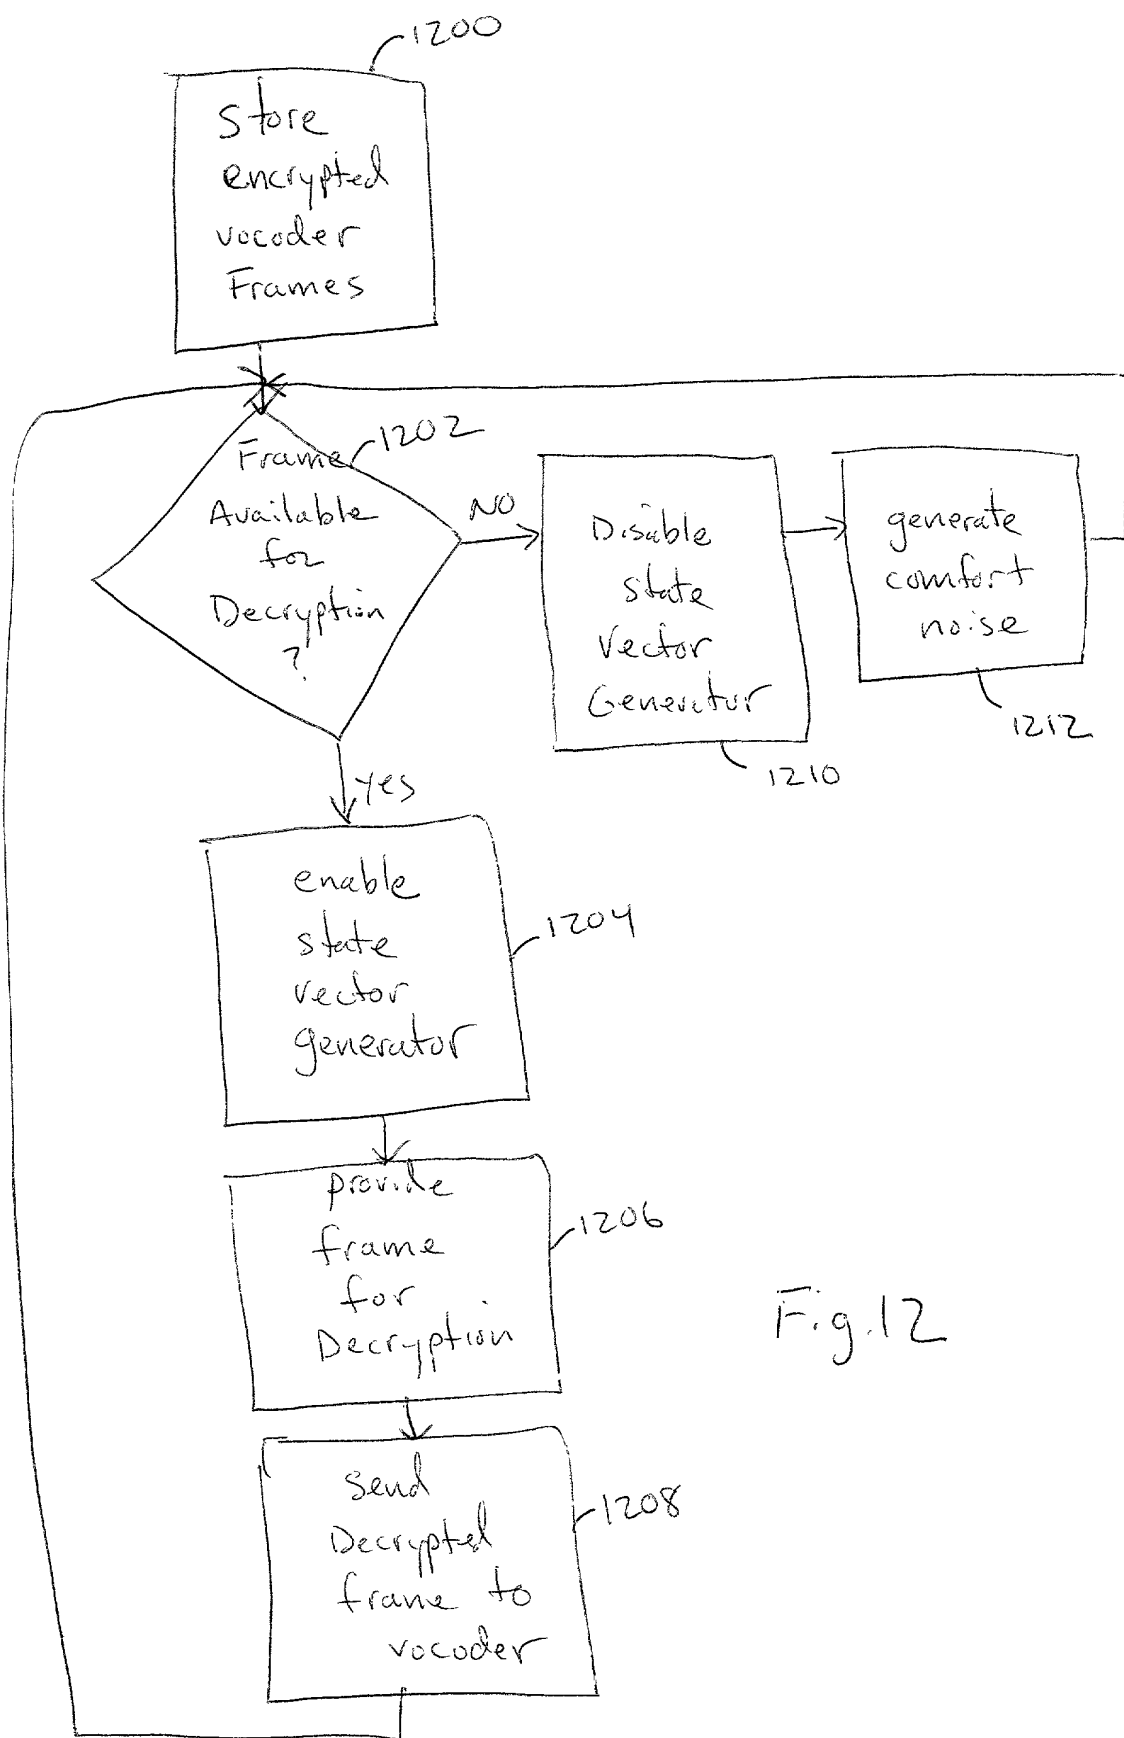 1200
Store
encrypted
vocoder
Frames
1202
Frame
Available
for
Decryption
?
NO
Disable
state
Vector
Generator
1210
generate
comfort
noise
1212
yes
enable
state
vector
generator
1204
provide
frame
for
Decryption
1206
send
Decrypted
frame to
vocoder
1208
Fig.12